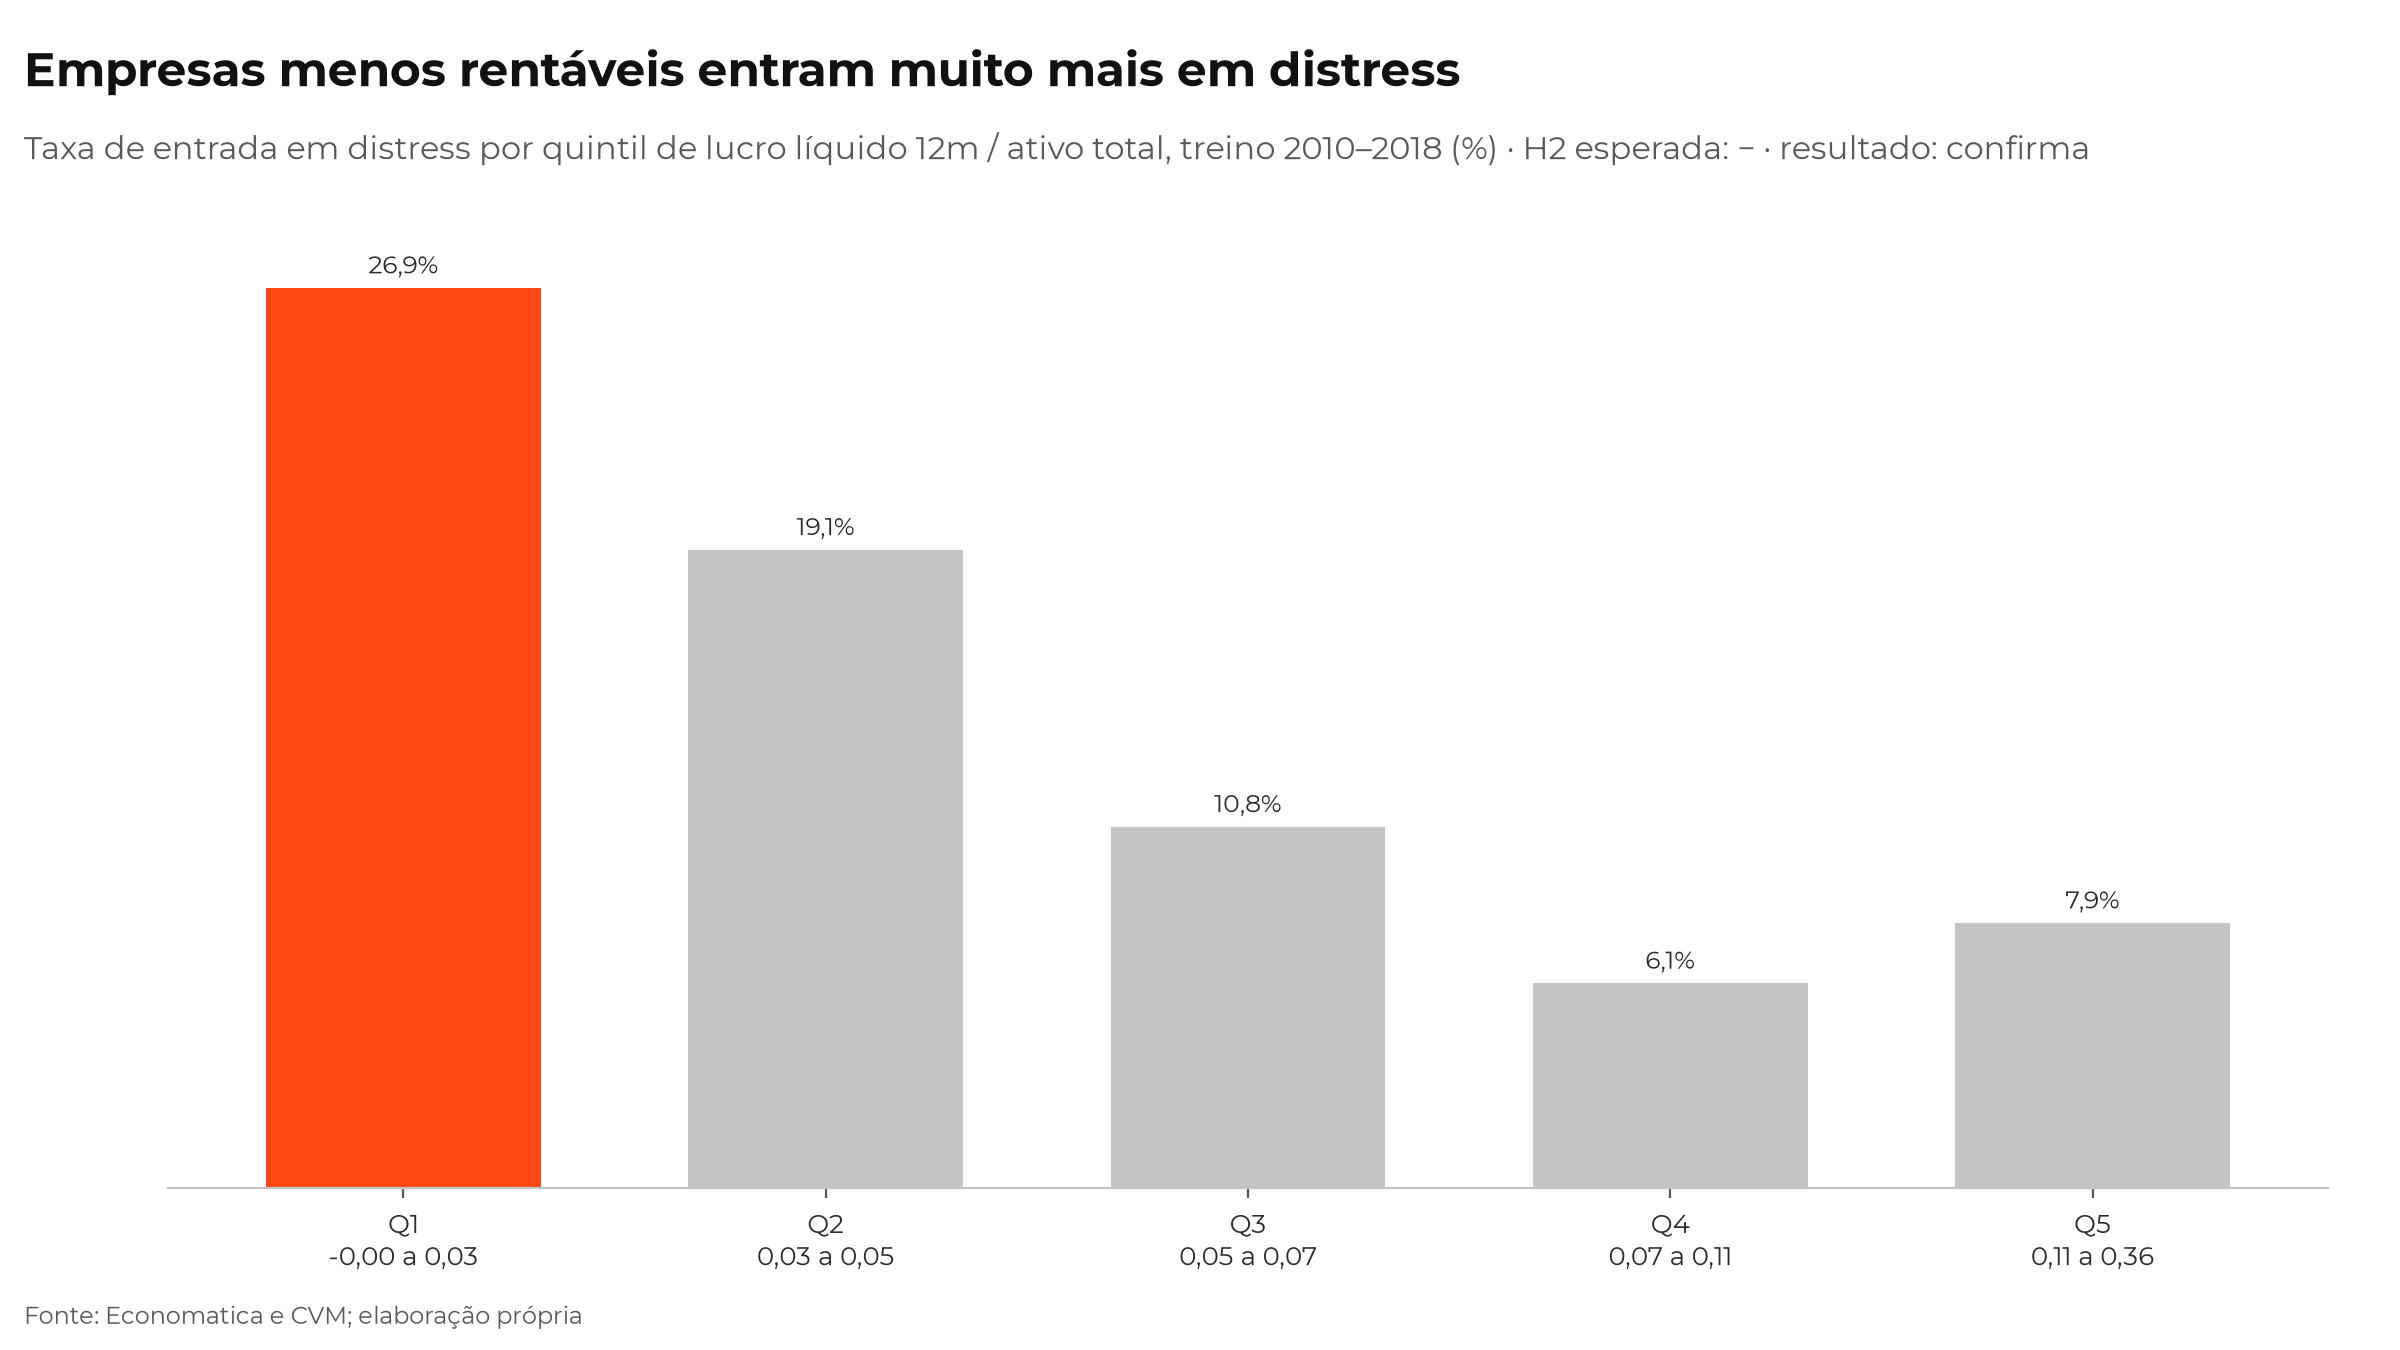 Empresas menos rentáveis entram muito mais em distress
Taxa de entrada em distress por quintil de lucro líquido 12m / ativo total, treino 2010–2018 (%) · H2 esperada: − · resultado: confirma
26,9%
19,1%
10,8%
6,1%
7,9%
Q1
-0,00 a 0,03
Q2
0,03 a 0,05
Q3
0,05 a 0,07
Q4
0,07 a 0,11
Q5
0,11 a 0,36
Fonte: Economatica e CVM; elaboração própria